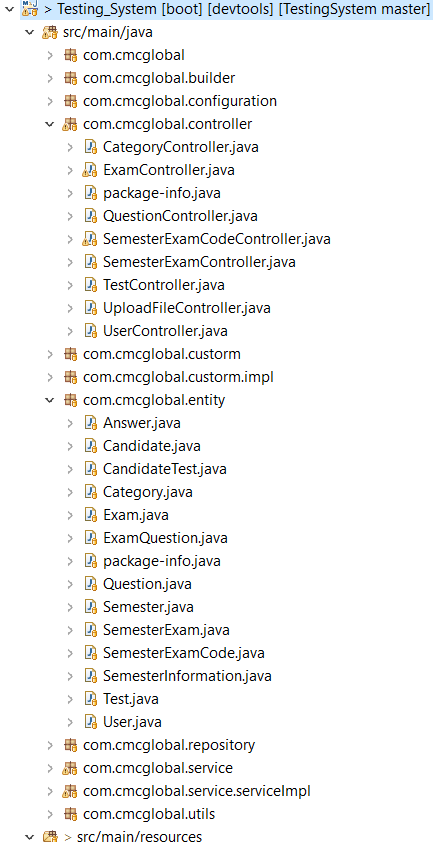 > Testing_System [boot] [devtools] [TestingSystem master]
src/main/java
com.cmcglobal
com.cmcglobal.builder
com.cmcglobal.configuration
com.cmcglobal.controller
CategoryController.java
ExamController.java
package-info.java
QuestionController.java
SemesterExamCodeController.java
SemesterExamController.java
TestController.java
UploadFileController.java
UserController.java
com.cmcglobal.custorm
com.cmcglobal.custorm.impl
com.cmcglobal.entity
Answer.java
Candidate.java
CandidateTest.java
Category.java
Exam.java
ExamQuestion.java
package-info.java
Question.java
Semester.java
SemesterExam.java
SemesterExamCode.java
SemesterInformation.java
Test.java
User.java
com.cmcglobal.repository
com.cmcglobal.service
com.cmcglobal.service.serviceImpl
com.cmcglobal.utils
> src/main/resources